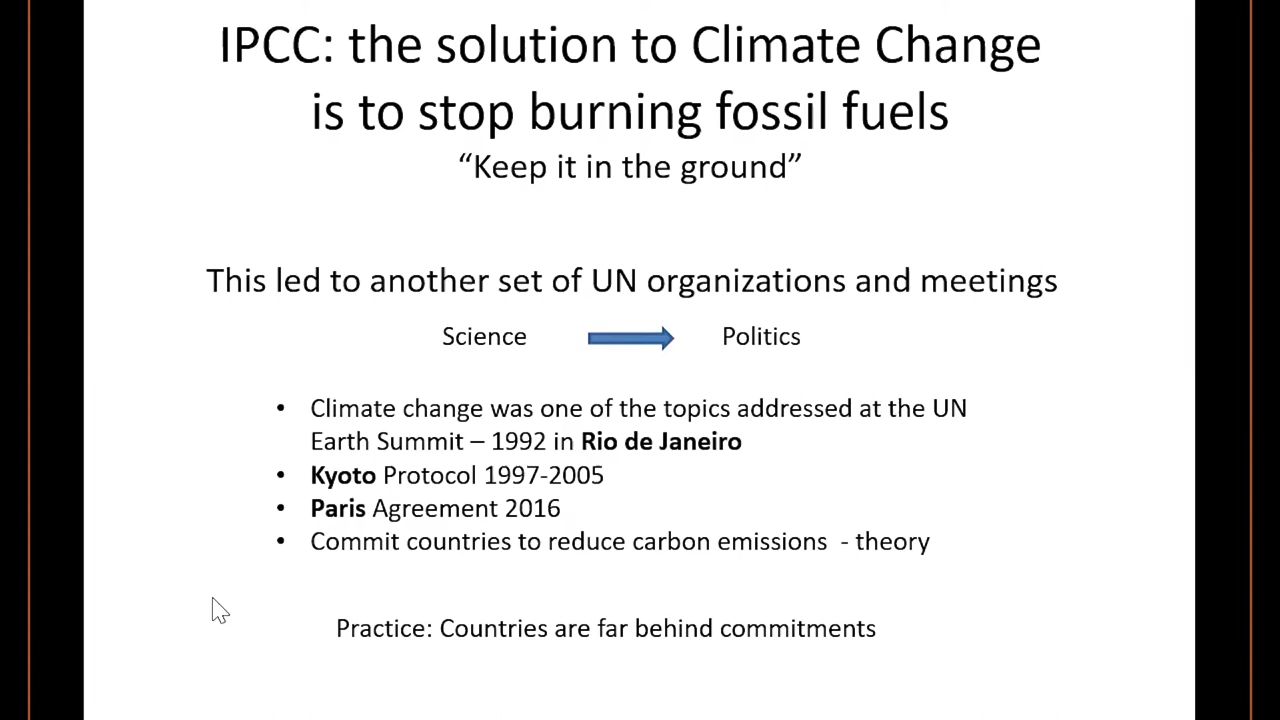 IPCC: the solution to Climate Change
is to stop burning fossil fuels
“Keep it in the ground”
This led to another set of UN organizations and meetings
Science Politics
• Climate change was one of the topics addressed at the UN
Earth Summit – 1992 in Rio de Janeiro
• Kyoto Protocol 1997-2005
• Paris Agreement 2016
• Commit countries to reduce carbon emissions - theory
Practice: Countries are far behind commitments